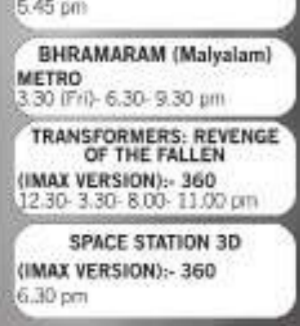 5.45 pm
BHRAMARAM (Malyalam)
METRO
3.30 (Fri)- 6.30- 9.30 pm
TRANSFORMERS: REVENGE
OF THE FALLEN
(IMAX VERSION):- 360
12.30- 3.30- 8.00- 11.00 pm
SPACE STATION 3D
(IMAX VERSION):- 360
6.30 pm